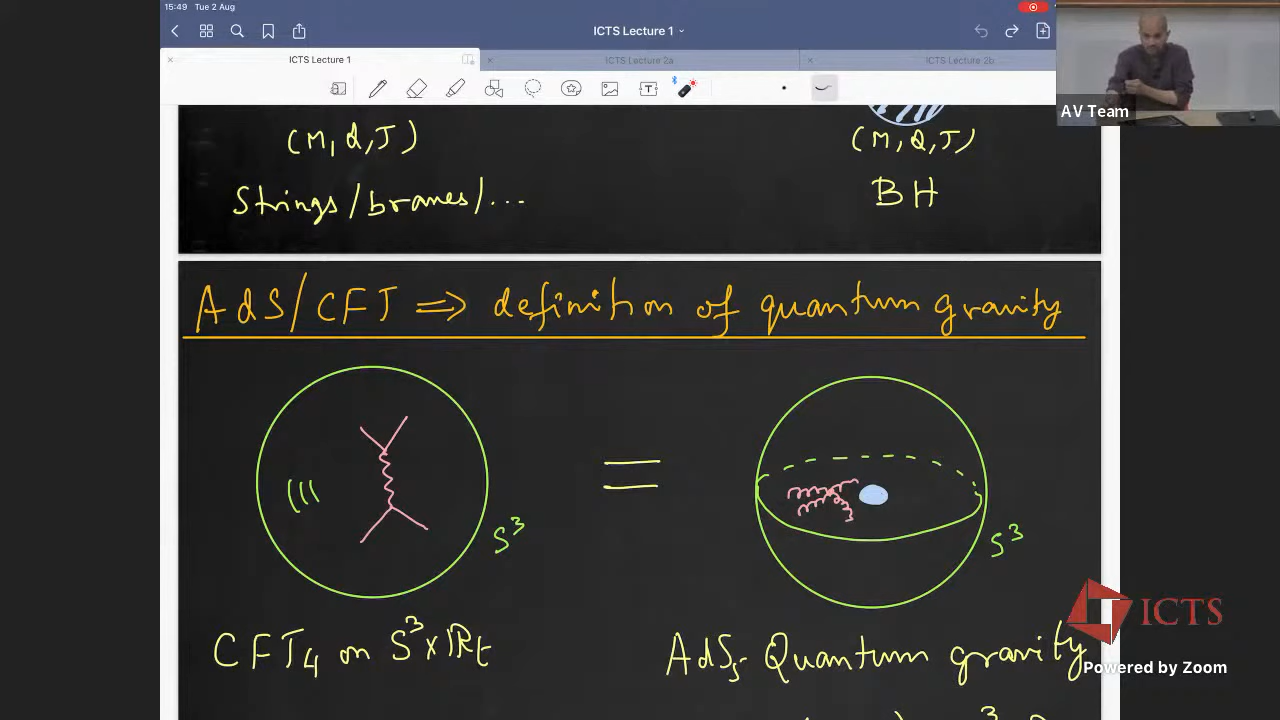 15:49 Tue 2 Aug
ICTS Lecture 1
ICTS Lecture 1
ICTS Lecture 2a
ICTS Lecture 2b
AV Team
(M, Q, J)
(M, Q, J)
Strings/branes/...
BH
AdS/CFT ⟹ definition of quantum gravity
=
S³
S³
CFT₄ on S³×ℝt
AdS₅ Quantum gravity
ICTS
Powered by Zoom